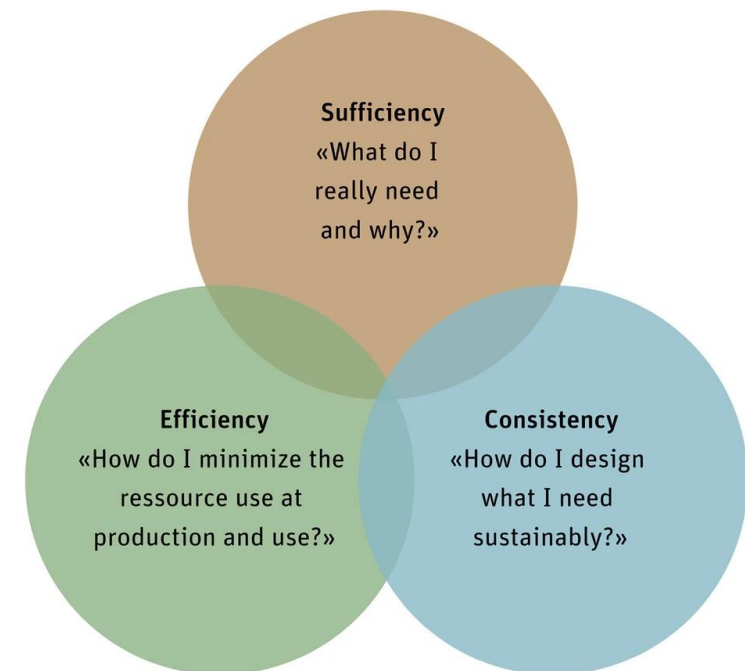 Sufficiency
«What do I
really need
and why?»
Efficiency
«How do I minimize the
ressource use at
production and use?»
Consistency
«How do I design
what I need
sustainably?»